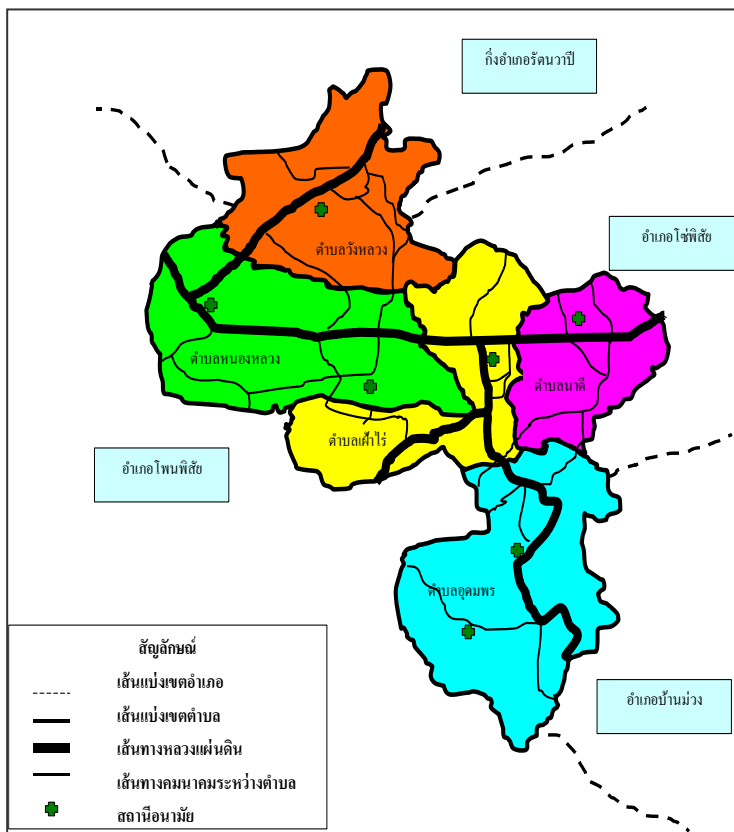 กิ่งอำเภอรัตนวาปี
อำเภอโซ่พิสัย
ตำบลวังหลวง
ตำบลหนองหลวง
ตำบลนาดี
ตำบลเฝ้าไร่
อำเภอโพนพิสัย
ตำบลอุดมพร
สัญลักษณ์
เส้นแบ่งเขตอำเภอ
เส้นแบ่งเขตตำบล
เส้นทางหลวงแผ่นดิน
เส้นทางคมนาคมระหว่างตำบล
สถานีอนามัย
อำเภอบ้านม่วง